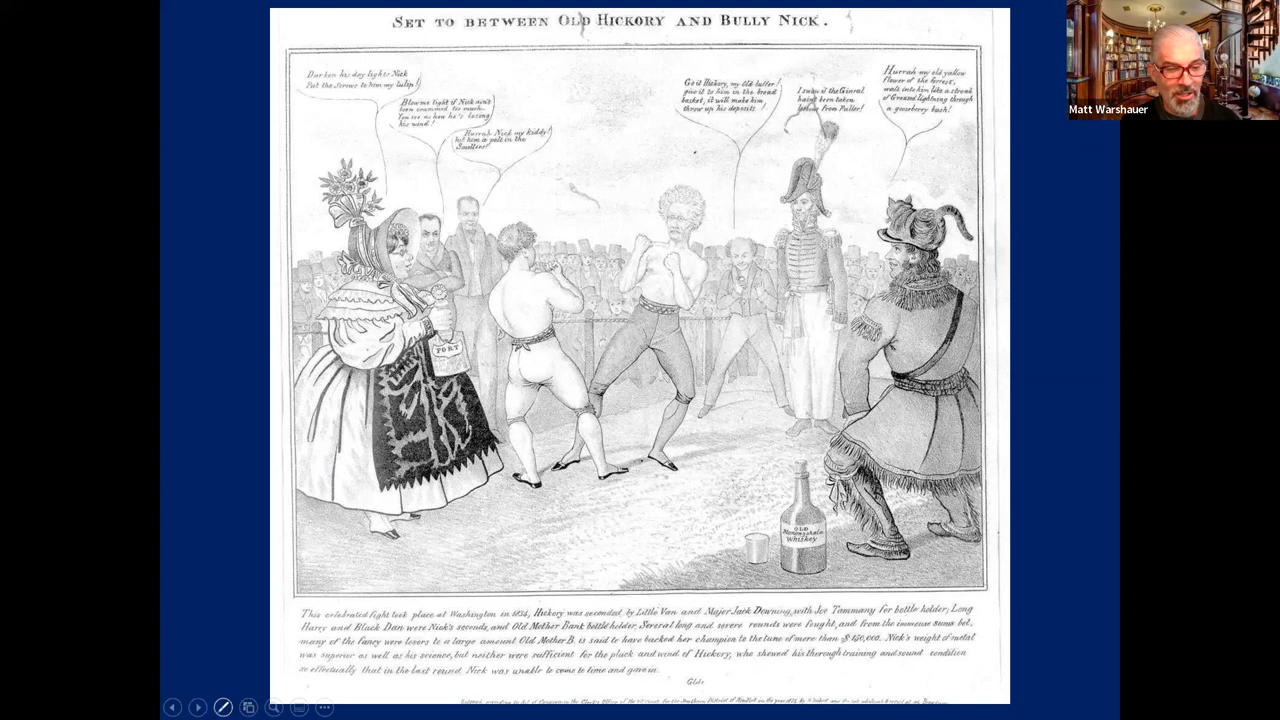 SET TO BETWEEN OLD HICKORY AND BULLY NICK.
Darken his day lights Nick
Put the Screws to him my tulip!
Blow me tight if Nick ain't
been crammed too much
You see as how he's losing
his wind!
Hurrah Nick my kiddy!
hit him a pelt in the
Smellers!
Go it Hickory, my old
give it to him in the bread
basket, it will make him
throw up his deposits!
I swan if the Gineral
hain't been taken
lessons from Fuller!
Hurrah my old yallow
flower of the forrest,
walk into him like a streak
of Greased lightning through
a gooseberry bush!
PORT
OLD
Monongahala
Whiskey
This celebrated fight took place at Washington in 1834, Hickory was seconded by Little Van and Major Jack Downing, with Joe Tammany for bottle holder; Long
Harry and Black Dan were Nick's seconds, and Old Mother Bank bottle holder. Several long and severe rounds were fought, and from the immense sums bet,
many of the fancy were losers to a large amount. Old Mother B. is said to have backed her champion to the tune of more than $150,000. Nick's weight of metal
was superior as well as his science, but neither were sufficient for the pluck and wind of Hickory, who shewed his thorough training and sound condition
so effectually that in the last round Nick was unable to come to time and gave in.
Globe
Matt Warshauer